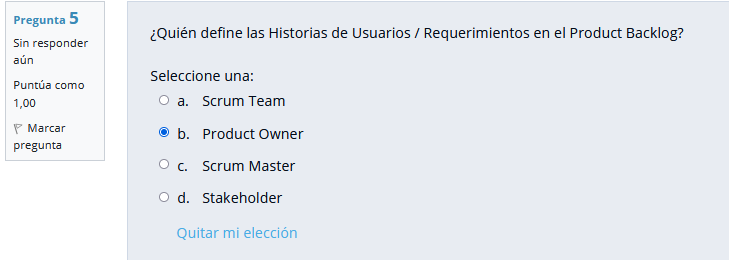 Pregunta 5
Sin responder
aún
Puntúa como
1,00
Marcar
pregunta
¿Quién define las Historias de Usuarios / Requerimientos en el Product Backlog?
Seleccione una:
a. Scrum Team
b. Product Owner
c. Scrum Master
d. Stakeholder
Quitar mi elección